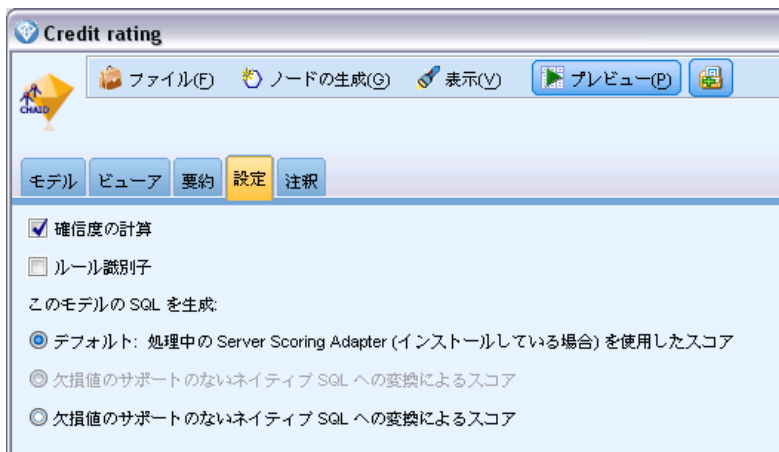 Credit rating
ファイル(F) ノードの生成(G) 表示(V) プレビュー(P)
CHAID
モデル ビューア 要約 設定 注釈
確信度の計算
ルール識別子
このモデルの SQL を生成:
デフォルト: 処理中の Server Scoring Adapter (インストールしている場合) を使用したスコア
欠損値のサポートのないネイティブ SQL への変換によるスコア
欠損値のサポートのないネイティブ SQL への変換によるスコア